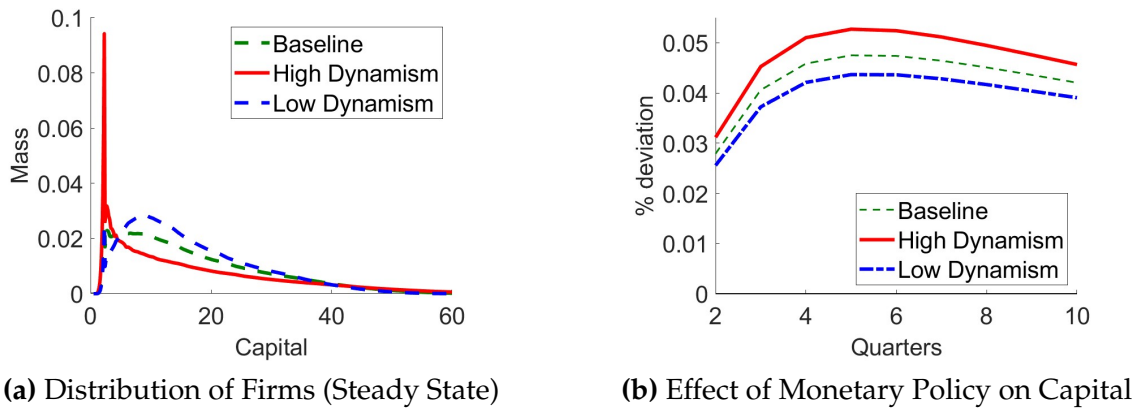 0.1
0.08
0.06
0.04
0.02
0
Mass
0
20
40
60
Capital
Baseline
High Dynamism
Low Dynamism
(a) Distribution of Firms (Steady State)
0.05
0.04
0.03
0.02
0.01
0
% deviation
2
4
6
8
10
Quarters
Baseline
High Dynamism
Low Dynamism
(b) Effect of Monetary Policy on Capital